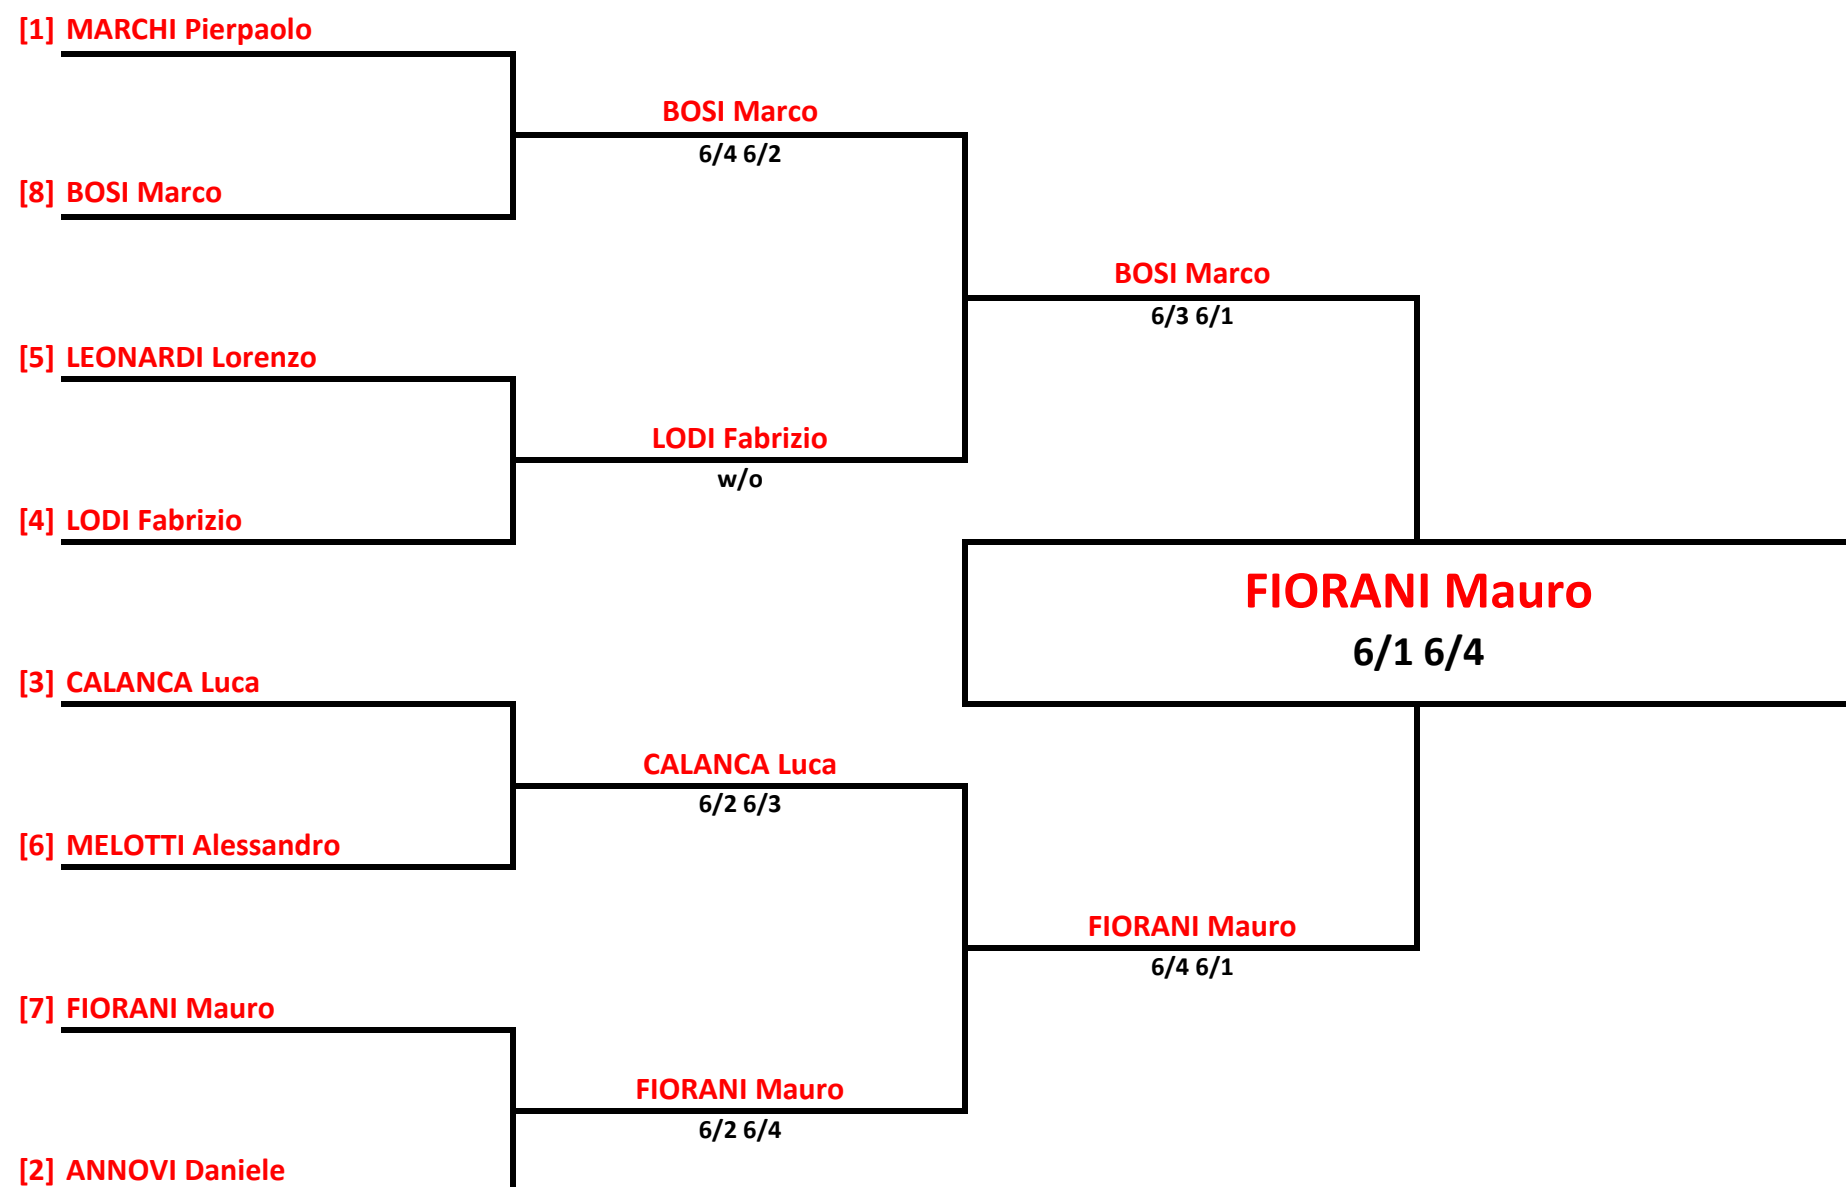 [1] MARCHI Pierpaolo
BOSI Marco
6/4 6/2
[8] BOSI Marco
BOSI Marco
6/3 6/1
[5] LEONARDI Lorenzo
LODI Fabrizio
w/o
[4] LODI Fabrizio
FIORANI Mauro
6/1 6/4
[3] CALANCA Luca
CALANCA Luca
6/2 6/3
[6] MELOTTI Alessandro
FIORANI Mauro
6/4 6/1
[7] FIORANI Mauro
FIORANI Mauro
6/2 6/4
[2] ANNOVI Daniele